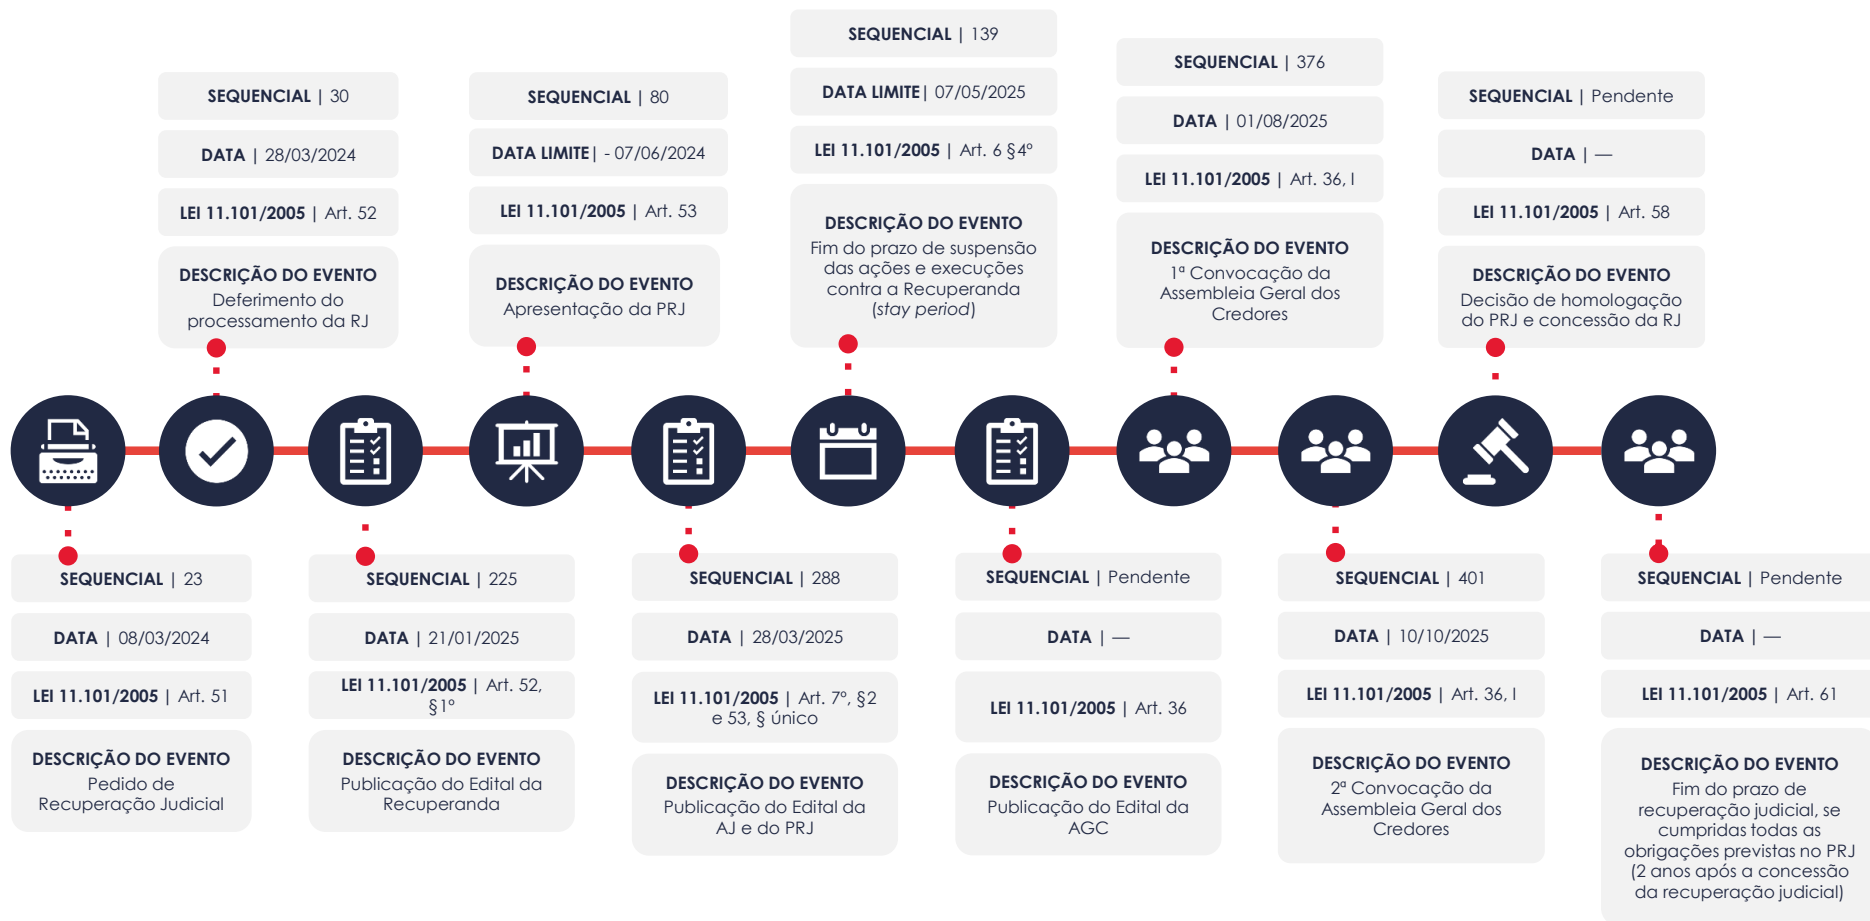 SEQUENCIAL | 23
DATA | 08/03/2024
LEI 11.101/2005 | Art. 51
DESCRIÇÃO DO EVENTO
Pedido de
Recuperação Judicial
SEQUENCIAL | 30
DATA | 28/03/2024
LEI 11.101/2005 | Art. 52
DESCRIÇÃO DO EVENTO
Deferimento do
processamento da RJ
SEQUENCIAL | 225
DATA | 21/01/2025
LEI 11.101/2005 | Art. 52,
§1º
DESCRIÇÃO DO EVENTO
Publicação do Edital da
Recuperanda
SEQUENCIAL | 80
DATA LIMITE| - 07/06/2024
LEI 11.101/2005 | Art. 53
DESCRIÇÃO DO EVENTO
Apresentação da PRJ
SEQUENCIAL | 288
DATA | 28/03/2025
LEI 11.101/2005 | Art. 7º, §2
e 53, § único
DESCRIÇÃO DO EVENTO
Publicação do Edital da
AJ e do PRJ
SEQUENCIAL | 139
DATA LIMITE| 07/05/2025
LEI 11.101/2005 | Art. 6 §4º
DESCRIÇÃO DO EVENTO
Fim do prazo de suspensão
das ações e execuções
contra a Recuperanda
(stay period)
SEQUENCIAL | Pendente
DATA | —
LEI 11.101/2005 | Art. 36
DESCRIÇÃO DO EVENTO
Publicação do Edital da
AGC
SEQUENCIAL | 376
DATA | 01/08/2025
LEI 11.101/2005 | Art. 36, I
DESCRIÇÃO DO EVENTO
1ª Convocação da
Assembleia Geral dos
Credores
SEQUENCIAL | 401
DATA | 10/10/2025
LEI 11.101/2005 | Art. 36, I
DESCRIÇÃO DO EVENTO
2ª Convocação da
Assembleia Geral dos
Credores
SEQUENCIAL | Pendente
DATA | —
LEI 11.101/2005 | Art. 58
DESCRIÇÃO DO EVENTO
Decisão de homologação
do PRJ e concessão da RJ
SEQUENCIAL | Pendente
DATA | —
LEI 11.101/2005 | Art. 61
DESCRIÇÃO DO EVENTO
Fim do prazo de
recuperação judicial, se
cumpridas todas as
obrigações previstas no PRJ
(2 anos após a concessão
da recuperação judicial)